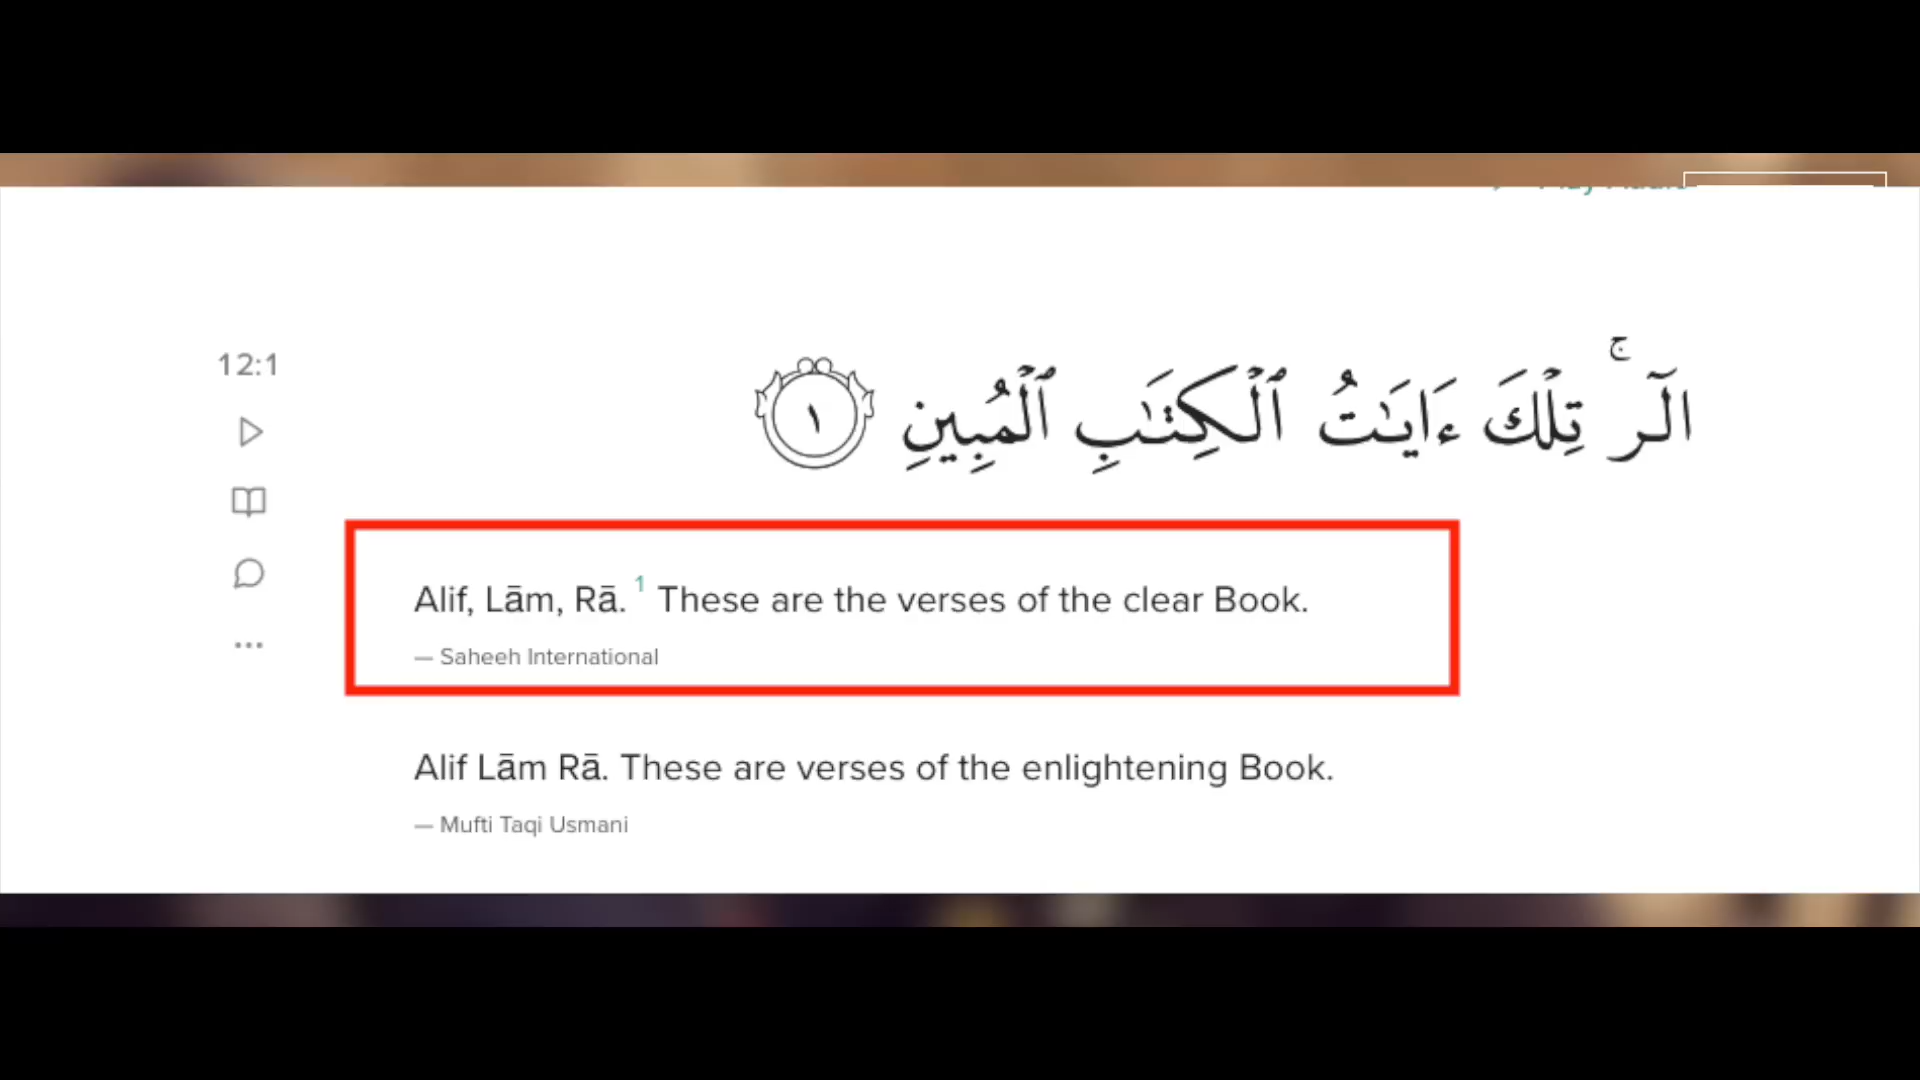 12:1
الٓر ۚ تِلْكَ ءَايَـٰتُ ٱلْكِتَـٰبِ ٱلْمُبِينِ ١
Alif, Lām, Rā. 1 These are the verses of the clear Book.
— Saheeh International
Alif Lām Rā. These are verses of the enlightening Book.
— Mufti Taqi Usmani